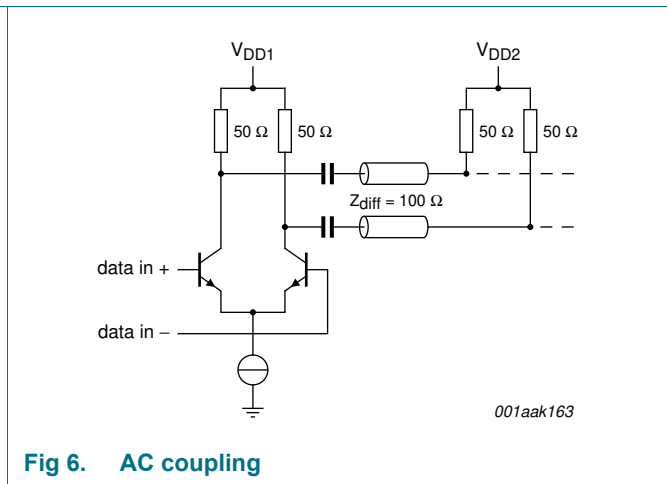 VDD1
VDD2
50 Ω
50 Ω
50 Ω
50 Ω
Zdiff = 100 Ω
data in +
data in −
001aak163
Fig 6. AC coupling